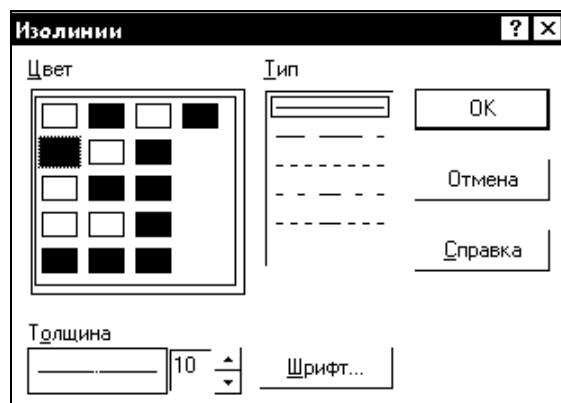 Изолинии
Цвет
Тип
OK
Отмена
Справка
Толщина
10
Шрифт...